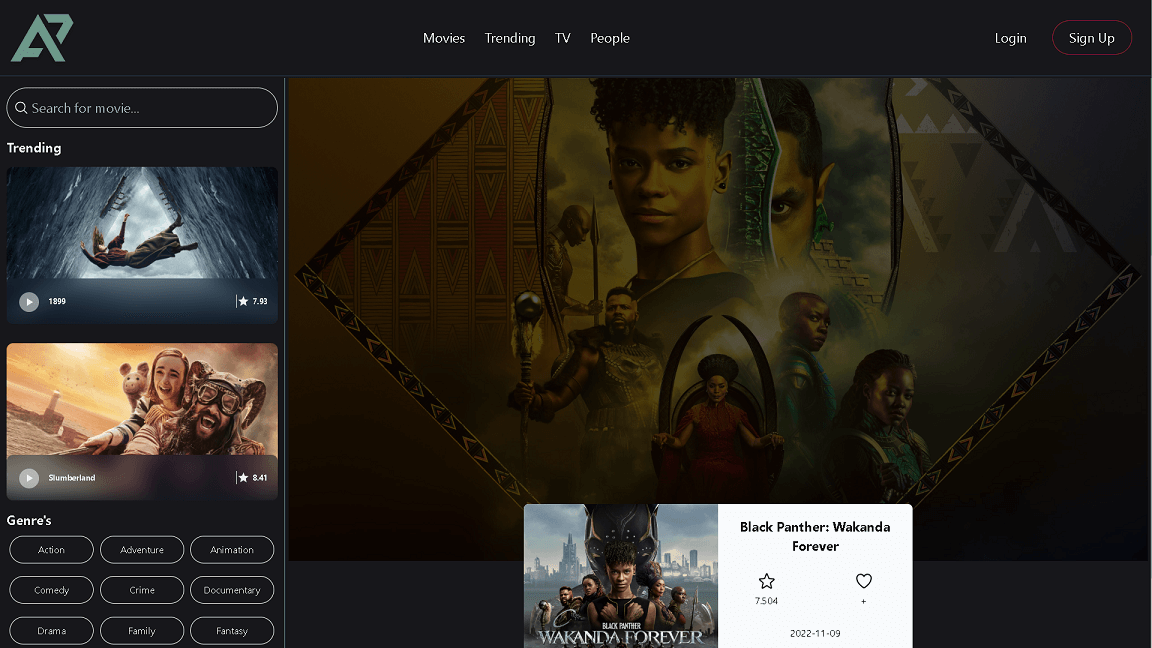 Movies Trending TV People Login Sign Up
Search for movie...
Trending
1899 7.93
Slumberland 8.41
Genre's
Action Adventure Animation
Comedy Crime Documentary
Drama Family Fantasy
Black Panther: Wakanda
Forever
7.504 +
2022-11-09
BLACK PANTHER
WAKANDA FOREVER